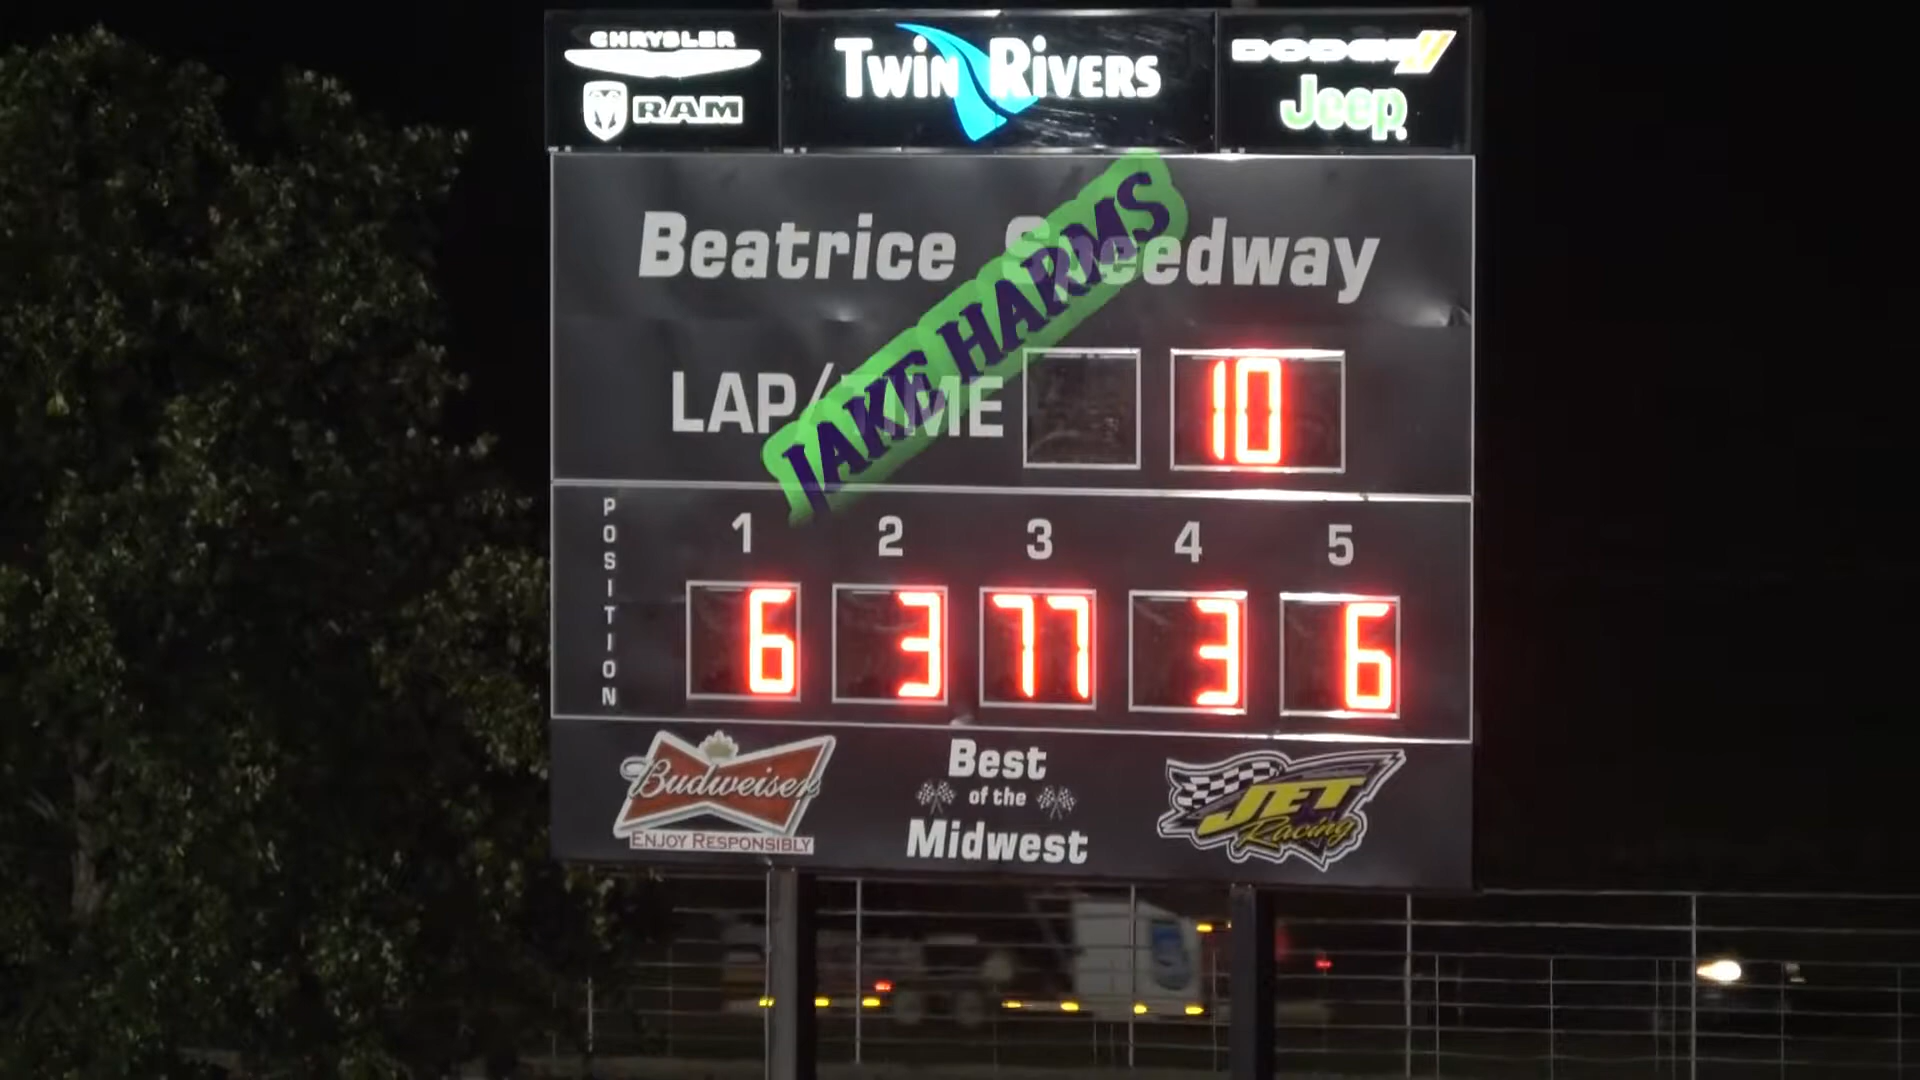 CHRYSLER
RAM
TWIN RIVERS
DODGE
Jeep
Beatrice Speedway
JAKE HARMS
LAP/TIME
10
POSITION
1 2 3 4 5
6 3 77 3 6
Budweiser
ENJOY RESPONSIBLY
Best
of the
Midwest
JET
Racing